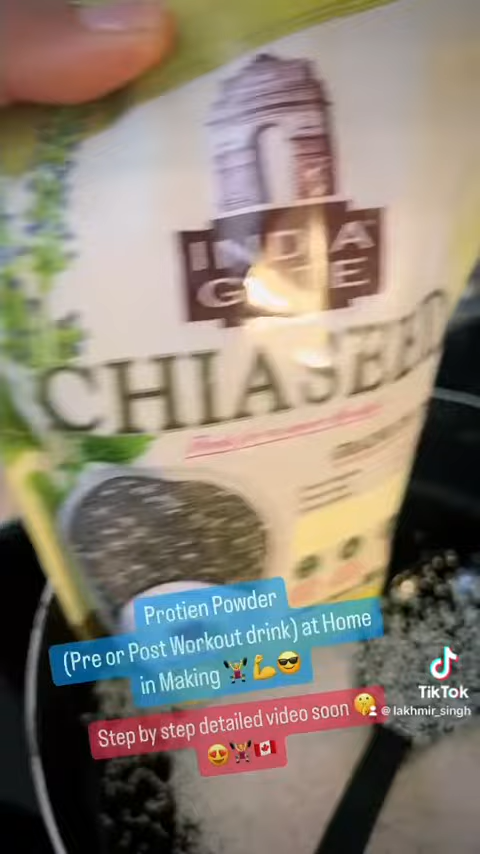 INDIA
GATE
CHIASEED
Protien Powder
(Pre or Post Workout drink) at Home
in Making 🏋️💪😎
Step by step detailed video soon 🤫
😍🏋️🇨🇦
TikTok
@lakhmir_singh